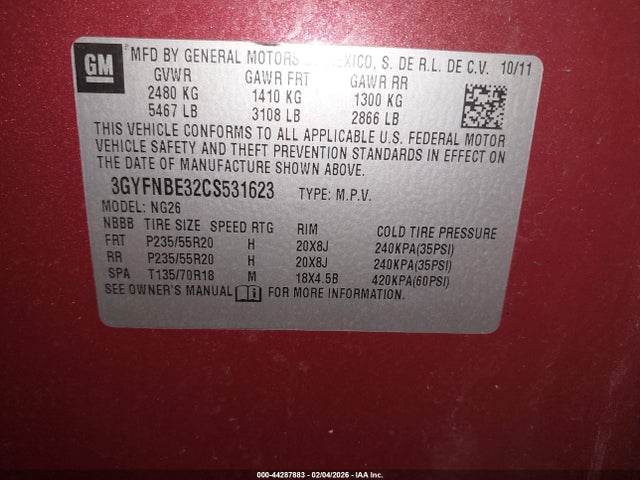 GM
MFD BY GENERAL MOTORS DE MEXICO, S. DE R.L. DE C.V. 10/11
GVWR GAWR FRT GAWR RR
2480 KG 1410 KG 1300 KG
5467 LB 3108 LB 2866 LB
THIS VEHICLE CONFORMS TO ALL APPLICABLE U.S. FEDERAL MOTOR
VEHICLE SAFETY AND THEFT PREVENTION STANDARDS IN EFFECT ON
THE DATE OF MANUFACTURE SHOWN ABOVE.
3GYFNBE32CS531623 TYPE: M.P.V.
MODEL: NG26
NBBB TIRE SIZE SPEED RTG RIM COLD TIRE PRESSURE
FRT P235/55R20 H 20X8J 240KPA(35PSI)
RR P235/55R20 H 20X8J 240KPA(35PSI)
SPA T135/70R18 M 18X4.5B 420KPA(60PSI)
SEE OWNER'S MANUAL FOR MORE INFORMATION.
000-44287883 - 02/04/2026 - IAA Inc.